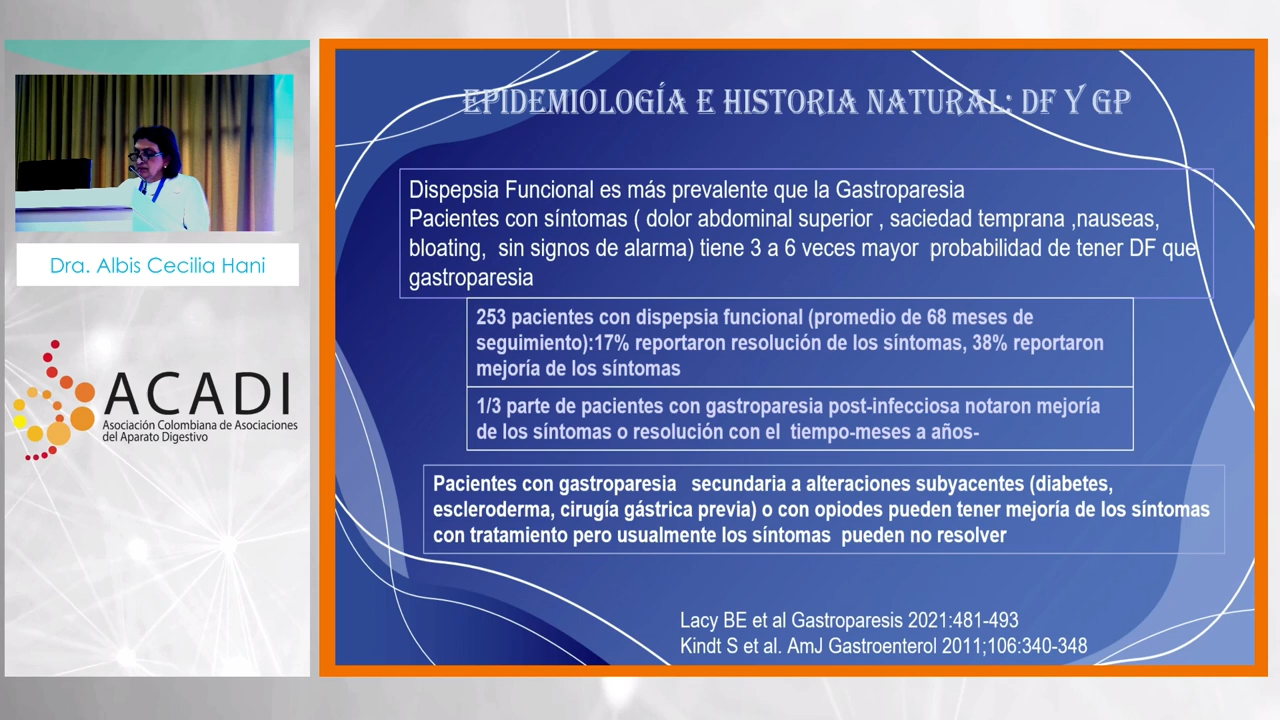 Dra. Albis Cecilia Hani
ACADI
Asociación Colombiana de Asociaciones
del Aparato Digestivo
EPIDEMIOLOGÍA E HISTORIA NATURAL: DF Y GP
Dispepsia Funcional es más prevalente que la Gastroparesia
Pacientes con síntomas ( dolor abdominal superior , saciedad temprana ,nauseas,
bloating, sin signos de alarma) tiene 3 a 6 veces mayor probabilidad de tener DF que
gastroparesia
253 pacientes con dispepsia funcional (promedio de 68 meses de
seguimiento):17% reportaron resolución de los síntomas, 38% reportaron
mejoría de los síntomas
1/3 parte de pacientes con gastroparesia post-infecciosa notaron mejoría
de los síntomas o resolución con el tiempo-meses a años-
Pacientes con gastroparesia secundaria a alteraciones subyacentes (diabetes,
escleroderma, cirugía gástrica previa) o con opiodes pueden tener mejoría de los síntomas
con tratamiento pero usualmente los síntomas pueden no resolver
Lacy BE et al Gastroparesis 2021:481-493
Kindt S et al. AmJ Gastroenterol 2011;106:340-348